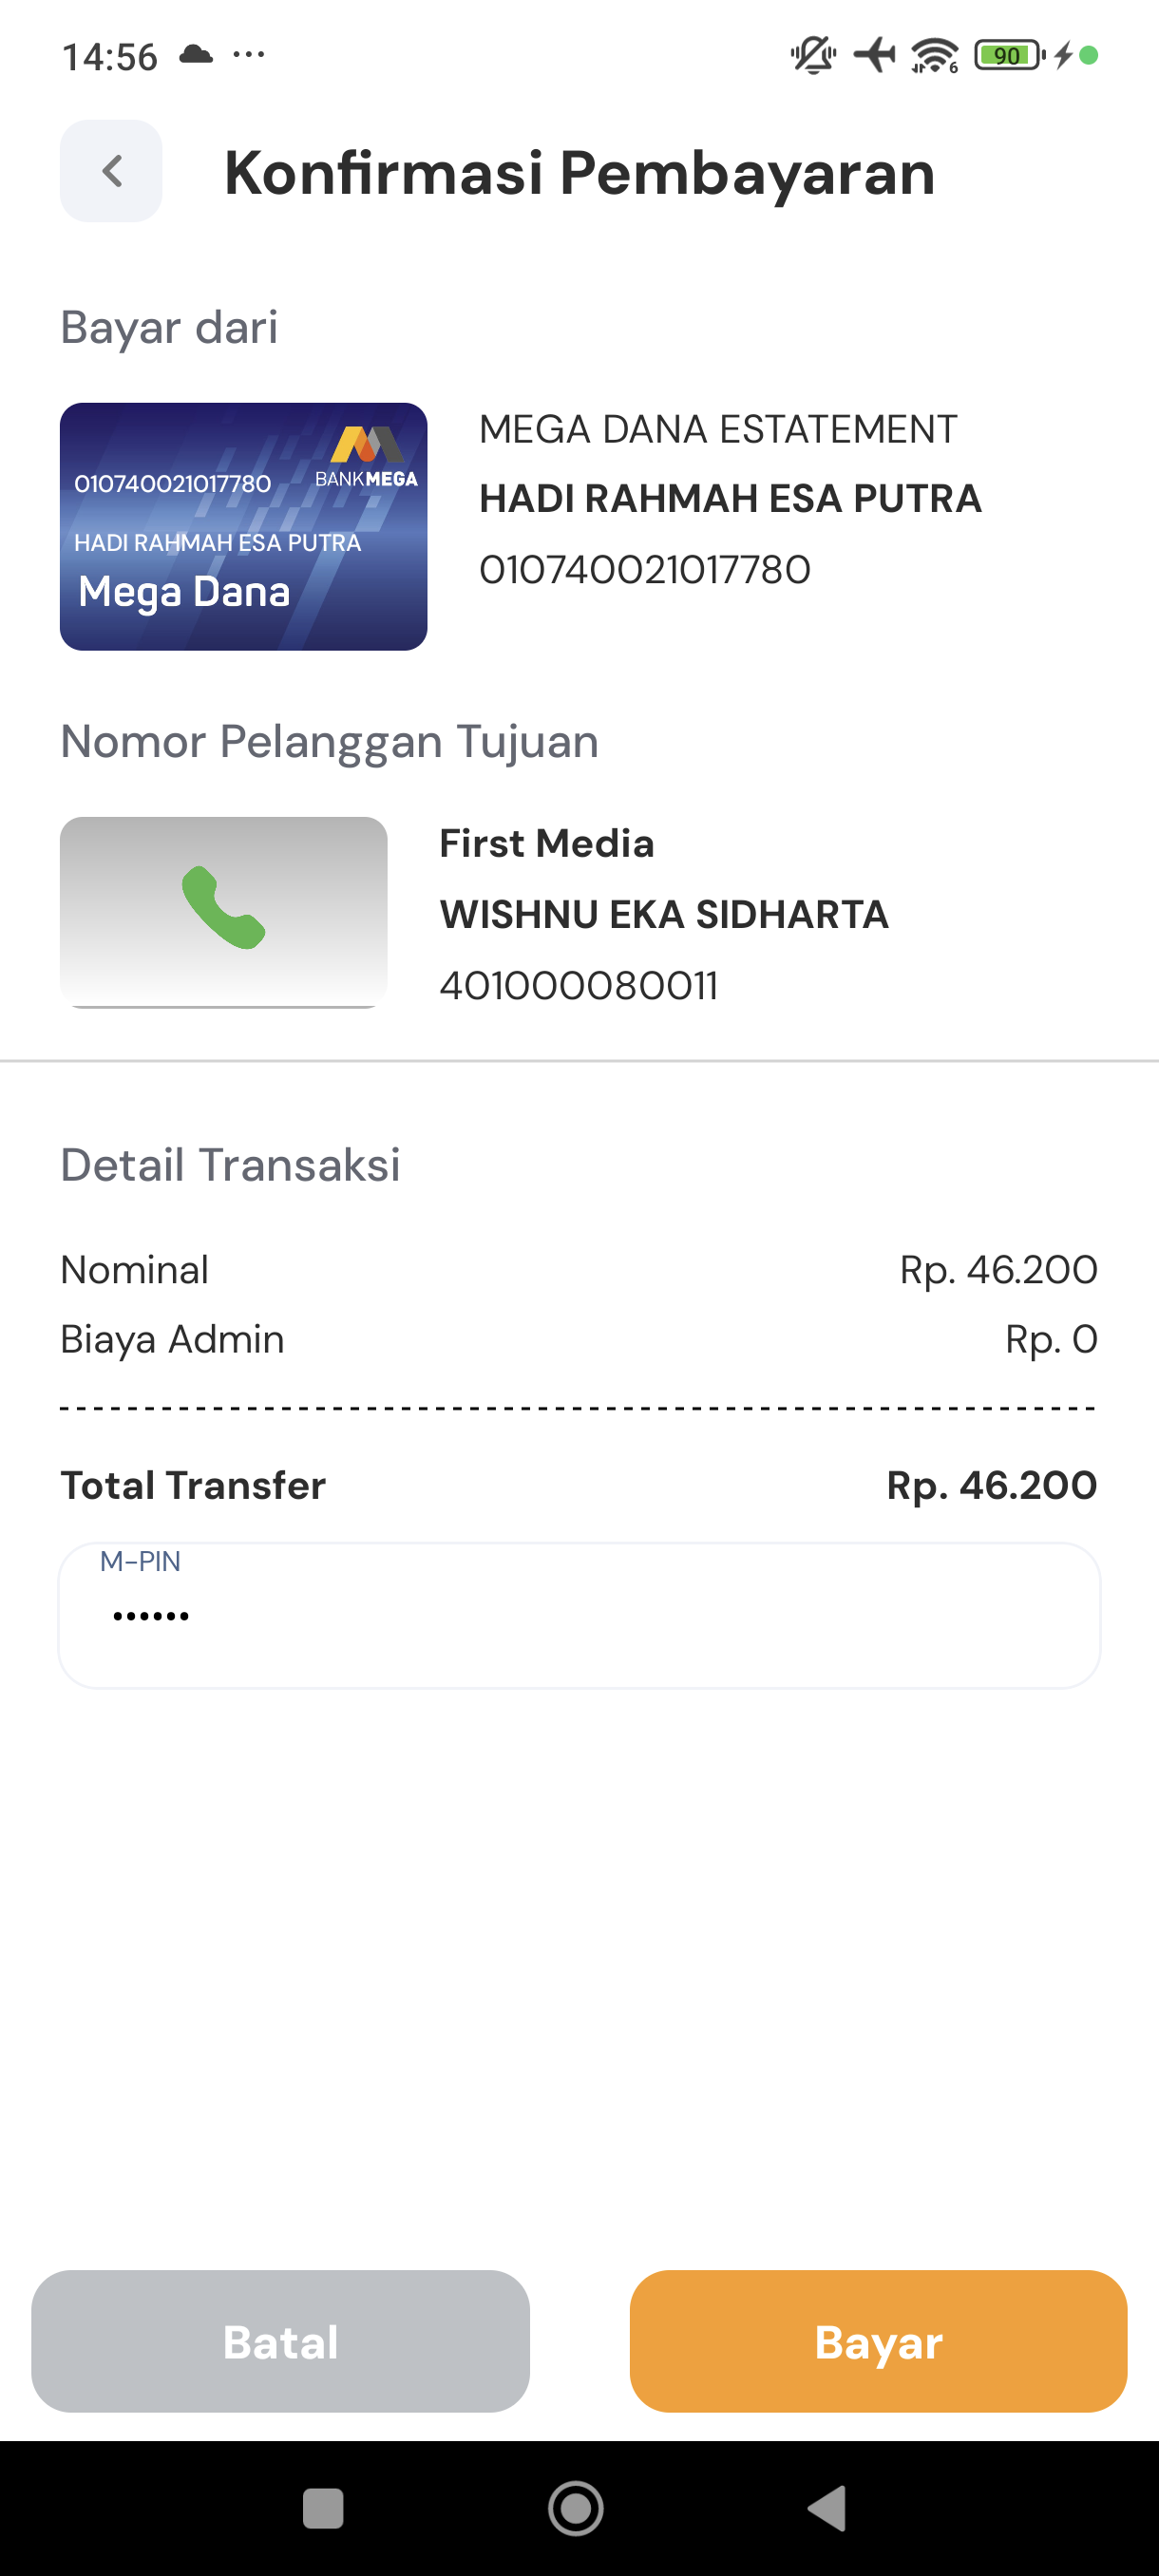 14:56
6
90
Konfirmasi Pembayaran
Bayar dari
010740021017780
BANKMEGA
HADI RAHMAH ESA PUTRA
Mega Dana
MEGA DANA ESTATEMENT
HADI RAHMAH ESA PUTRA
010740021017780
Nomor Pelanggan Tujuan
First Media
WISHNU EKA SIDHARTA
401000080011
Detail Transaksi
Nominal Rp. 46.200
Biaya Admin Rp. 0
Total Transfer Rp. 46.200
M-PIN
••••••
Batal
Bayar